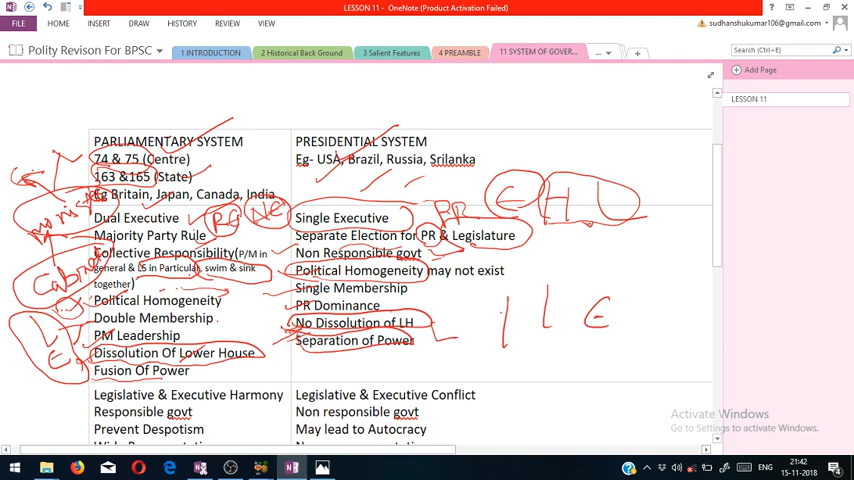 LESSON 11 - OneNote (Product Activation Failed)
FILE HOME INSERT DRAW HISTORY REVIEW VIEW
sudhanshukumar106@gmail.com
Polity Revison For BPSC
1 INTRODUCTION
2 Historical Back Ground
3 Salient Features
4 PREAMBLE
11 SYSTEM OF GOVER...
Search (Ctrl+E)
Add Page
LESSON 11
PARLIAMENTARY SYSTEM
74 & 75 (Centre)
163 &165 (State)
Eg Britain, Japan, Canada, India
PRESIDENTIAL SYSTEM
Eg- USA, Brazil, Russia, Srilanka
Dual Executive
Majority Party Rule
Collective Responsibility(P/M in
general & LS in Particular, swim & sink
together)
Political Homogeneity
Double Membership
PM Leadership
Dissolution Of Lower House
Fusion Of Power
Single Executive
Separate Election for PR & Legislature
Non Responsible govt
Political Homogeneity may not exist
Single Membership
PR Dominance
No Dissolution of LH
Separation of Power
RE
NE
PR
E
L
E
E
Legislative & Executive Harmony
Responsible govt
Prevent Despotism
Legislative & Executive Conflict
Non responsible govt
May lead to Autocracy
Activate Windows
Go to Settings to activate Windows.
ENG
21:42
15-11-2018
4